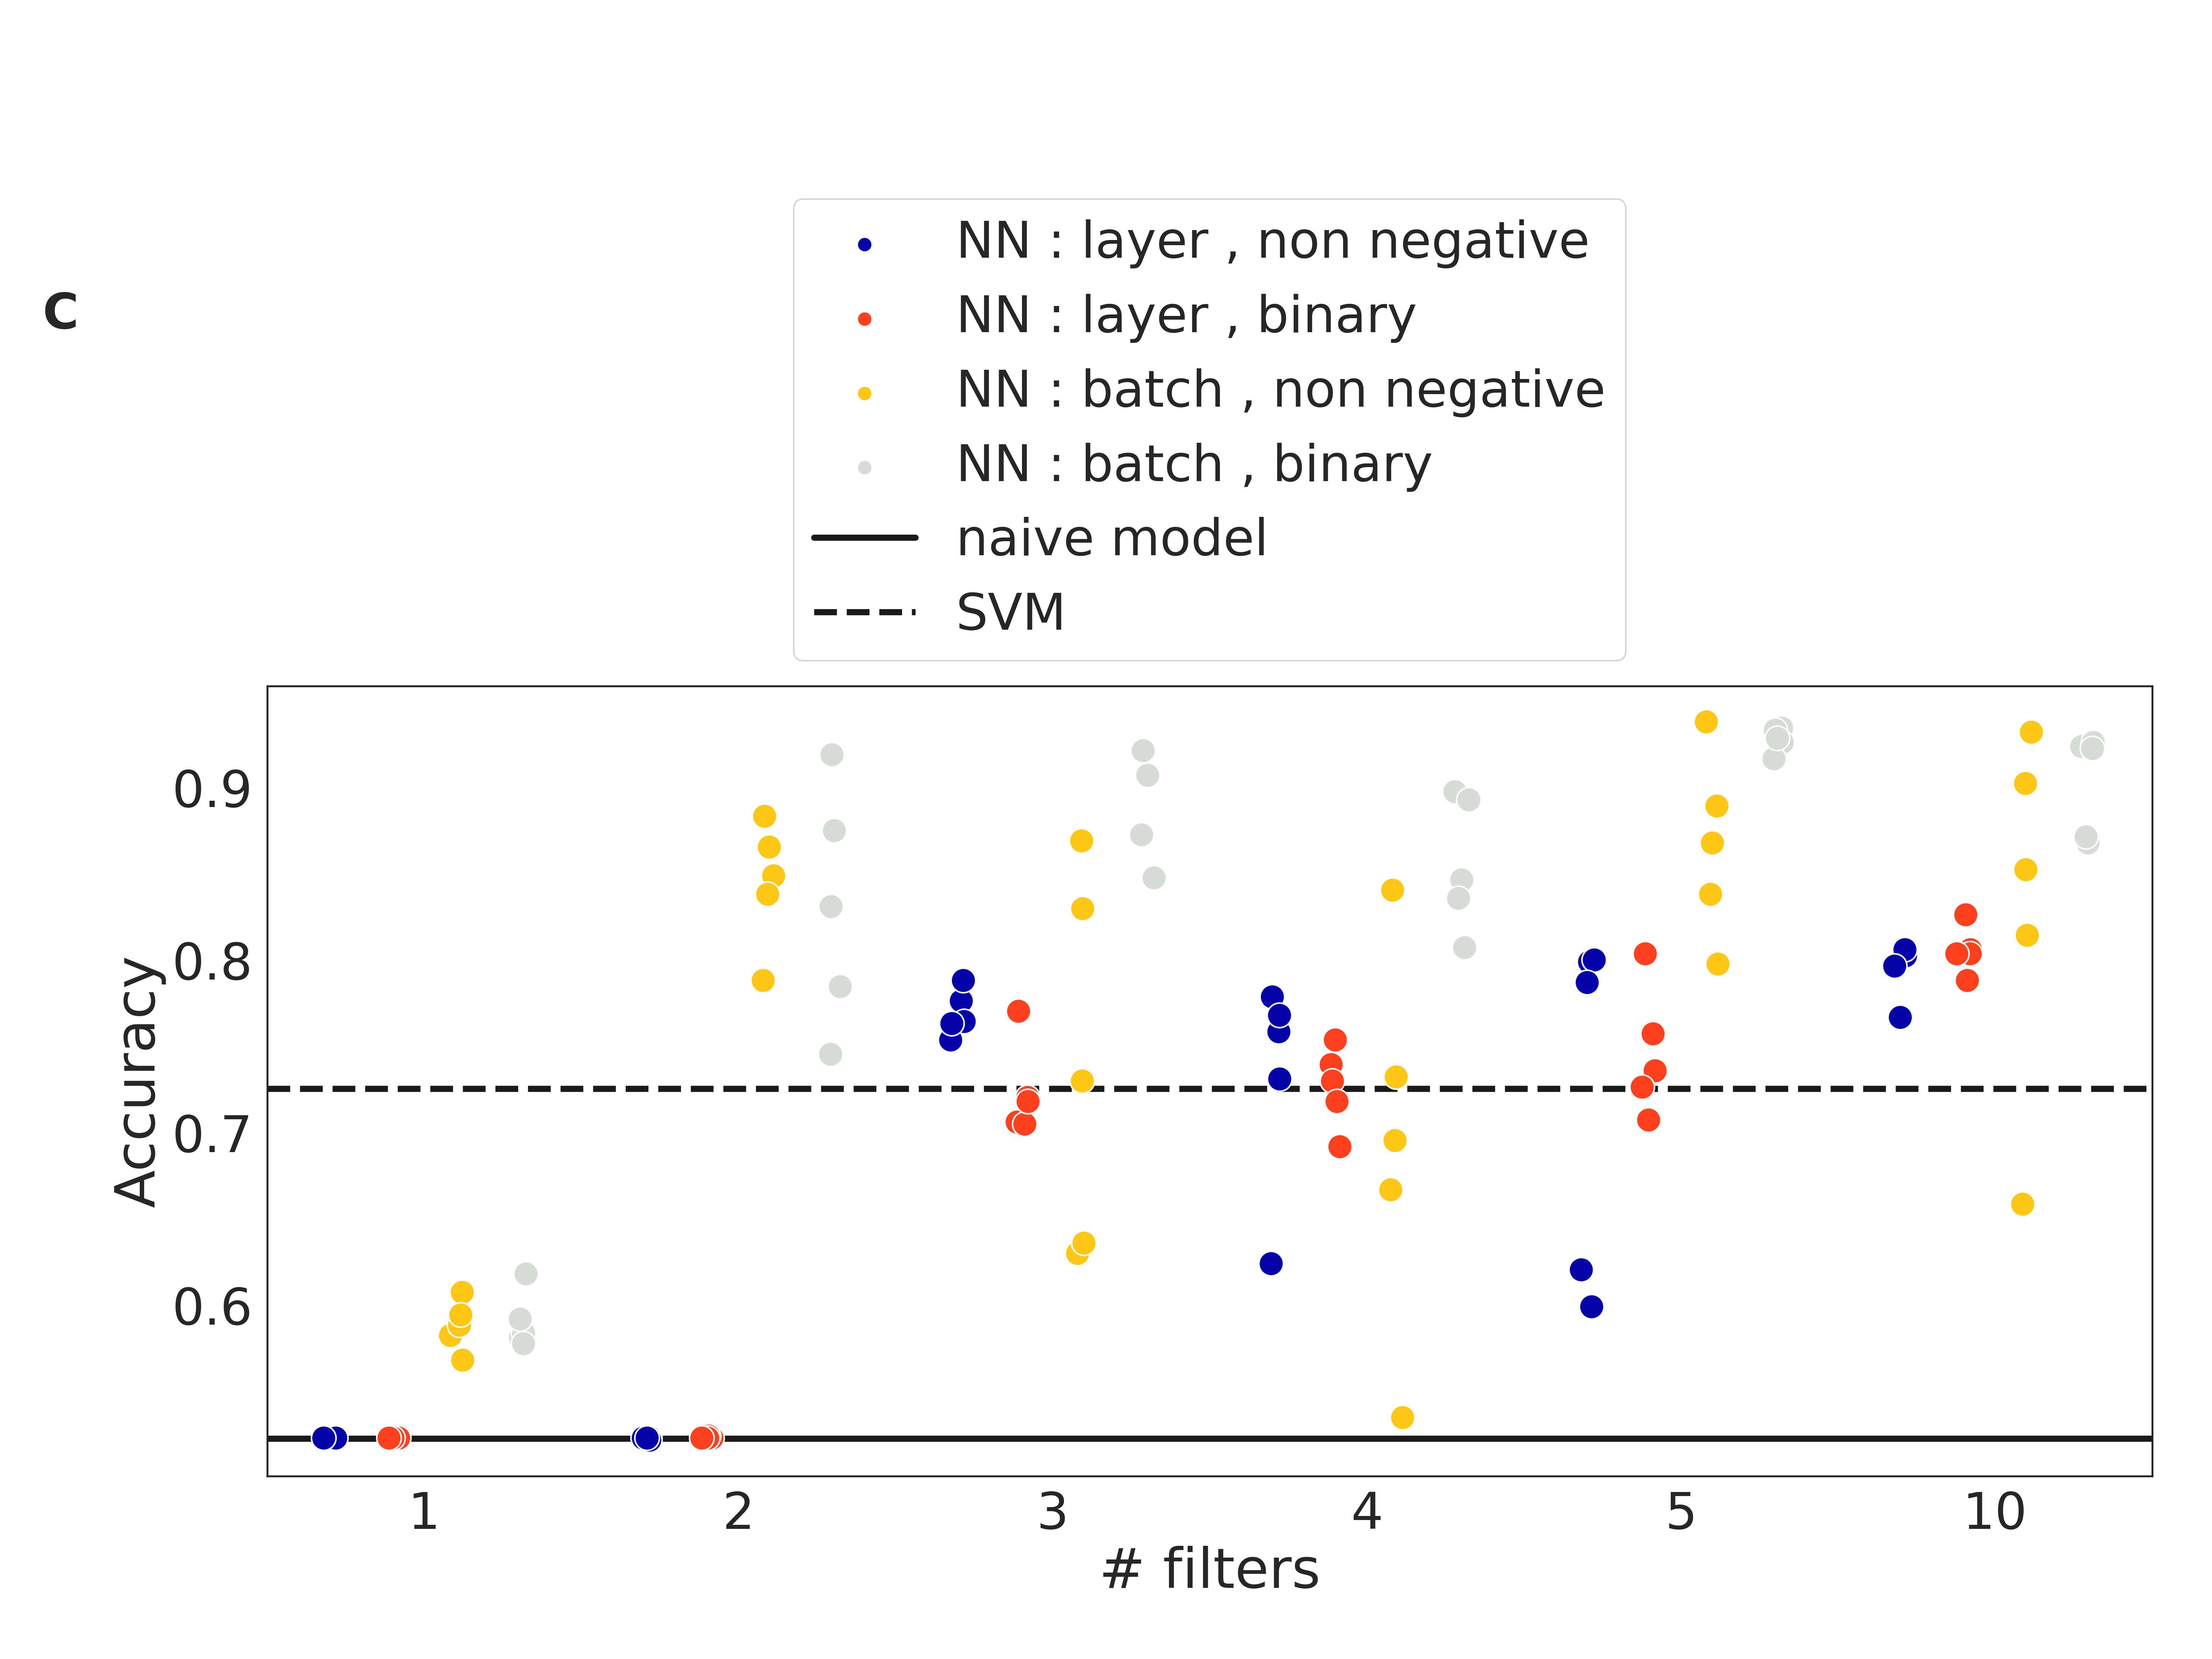 C
NN : layer , non negative
NN : layer , binary
NN : batch , non negative
NN : batch , binary
naive model
SVM
Accuracy
0.9
0.8
0.7
0.6
1 2 3 4 5 10
# filters